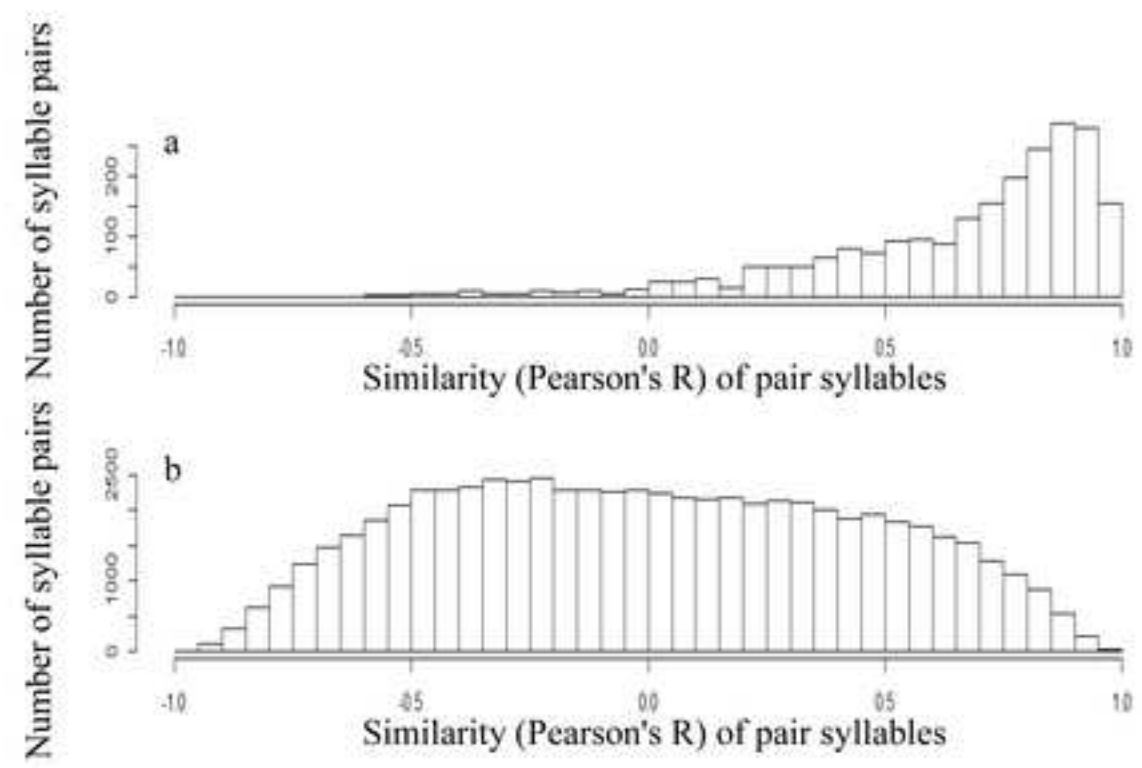 Number of syllable pairs
a
200
100
0
-1.0 -0.5 0.0 0.5 1.0
Similarity (Pearson's R) of pair syllables
Number of syllable pairs
b
2500
1000
0
-1.0 -0.5 0.0 0.5 1.0
Similarity (Pearson's R) of pair syllables